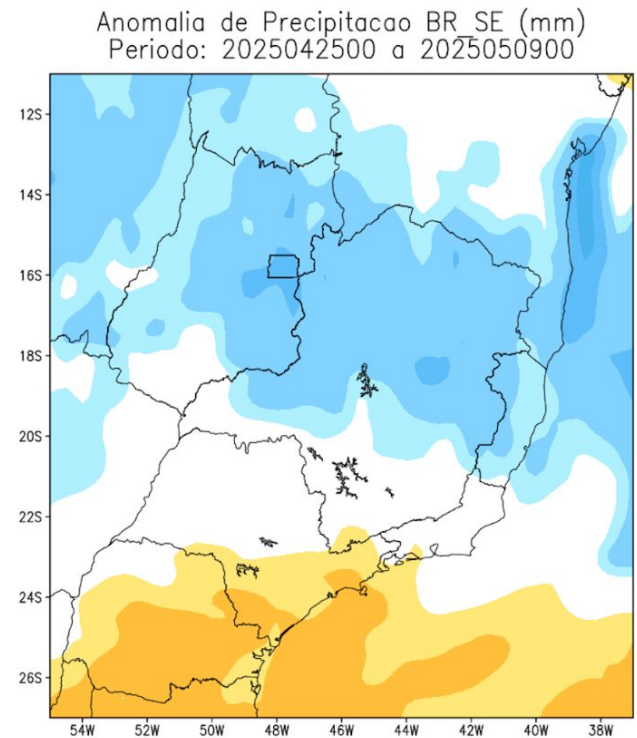 Anomalia de Precipitacao BR_SE (mm)
Periodo: 2025042500 a 2025050900
12S
14S
16S
18S
20S
22S
24S
26S
54W 52W 50W 48W 46W 44W 42W 40W 38W